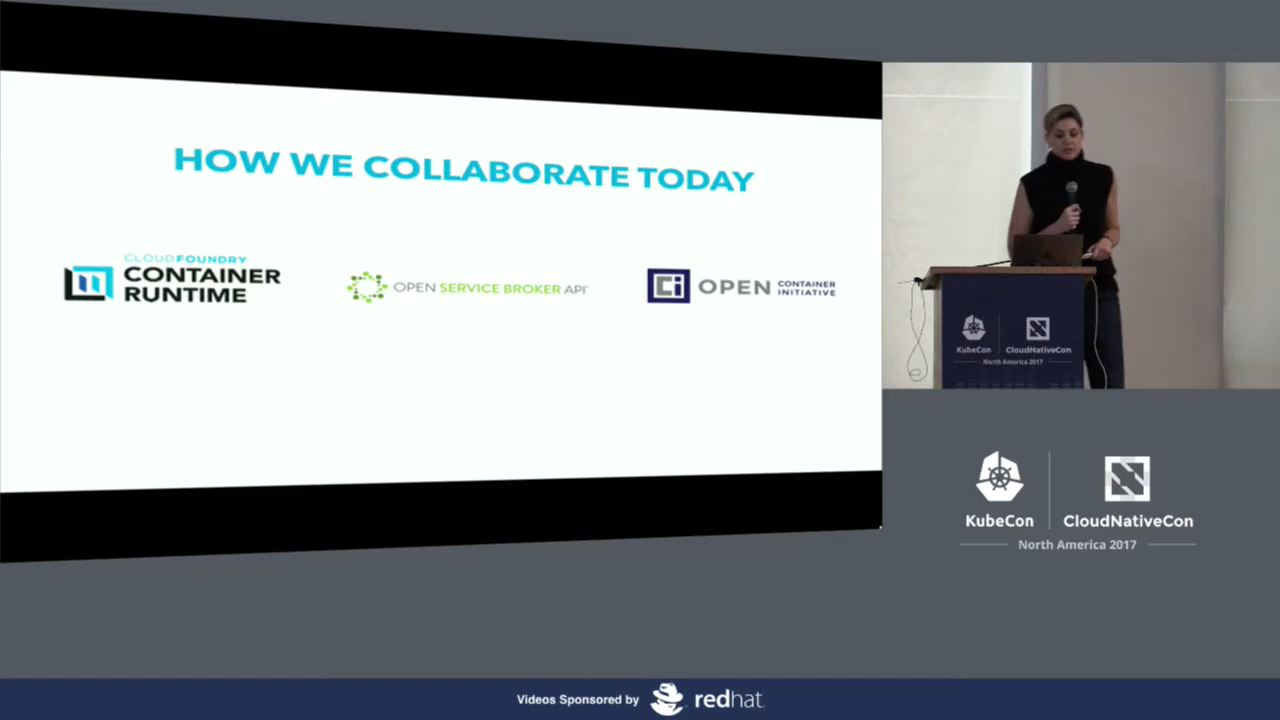 HOW WE COLLABORATE TODAY
CLOUDFOUNDRY
CONTAINER
RUNTIME
OPEN SERVICE BROKER API
Ci OPEN CONTAINER
INITIATIVE
KubeCon
CloudNativeCon
North America 2017
KubeCon
CloudNativeCon
North America 2017
Videos Sponsored by redhat